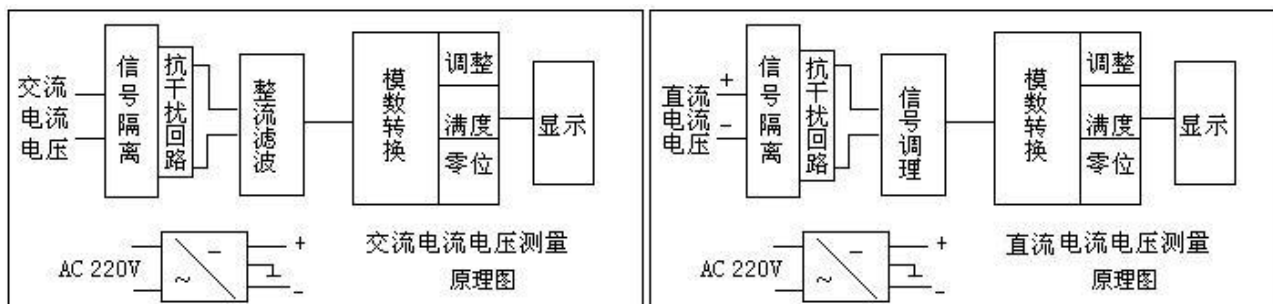 交流
电流
电压
信号隔离
抗干扰回路
整流滤波
模数转换
调整
满度
零位
显示
AC 220V
~
−
+
−
交流电流电压测量
原理图
直流
电流
电压
+
−
信号隔离
抗干扰回路
信号调理
模数转换
调整
满度
零位
显示
AC 220V
~
−
+
−
直流电流电压测量
原理图